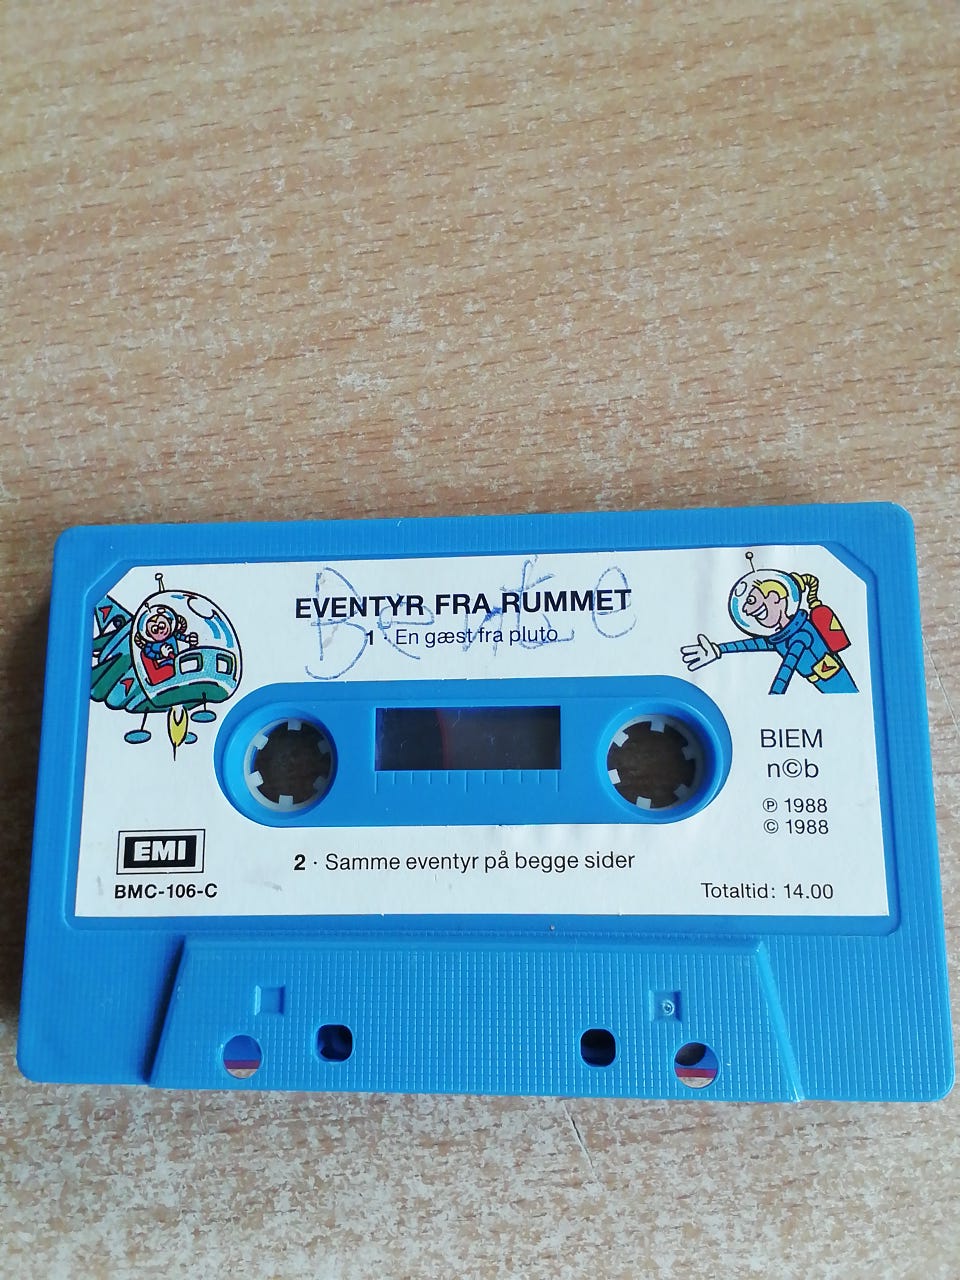 Bente
EVENTYR FRA RUMMET
1 · En gæst fra pluto
BIEM
n©b
℗ 1988
© 1988
EMI
BMC-106-C
2 · Samme eventyr på begge sider
Totaltid: 14.00